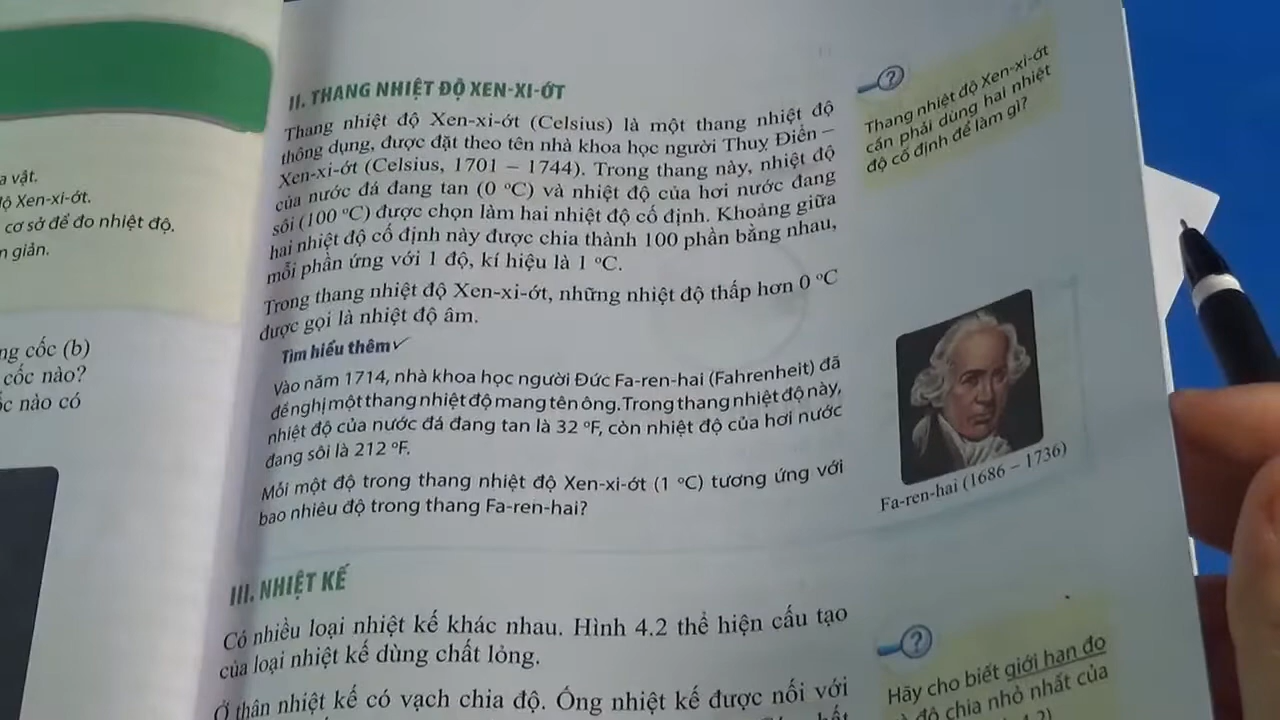 a vật.
độ Xen-xi-ớt.
cơ sở để đo nhiệt độ.
n giản.
ng cốc (b)
cốc nào?
ốc nào có
II. THANG NHIỆT ĐỘ XEN-XI-ỚT
Thang nhiệt độ Xen-xi-ớt (Celsius) là một thang nhiệt độ
thông dụng, được đặt theo tên nhà khoa học người Thuỵ Điển –
Xen-xi-ớt (Celsius, 1701 – 1744). Trong thang này, nhiệt độ
của nước đá đang tan (0 °C) và nhiệt độ của hơi nước đang
sôi (100 °C) được chọn làm hai nhiệt độ cố định. Khoảng giữa
hai nhiệt độ cố định này được chia thành 100 phần bằng nhau,
mỗi phần ứng với 1 độ, kí hiệu là 1 °C.
Trong thang nhiệt độ Xen-xi-ớt, những nhiệt độ thấp hơn 0 °C
được gọi là nhiệt độ âm.
Tìm hiểu thêm
Vào năm 1714, nhà khoa học người Đức Fa-ren-hai (Fahrenheit) đã
đề nghị một thang nhiệt độ mang tên ông. Trong thang nhiệt độ này,
nhiệt độ của nước đá đang tan là 32 °F, còn nhiệt độ của hơi nước
đang sôi là 212 °F.
Mỗi một độ trong thang nhiệt độ Xen-xi-ớt (1 °C) tương ứng với
bao nhiêu độ trong thang Fa-ren-hai?
III. NHIỆT KẾ
Có nhiều loại nhiệt kế khác nhau. Hình 4.2 thể hiện cấu tạo
của loại nhiệt kế dùng chất lỏng.
Ở thân nhiệt kế có vạch chia độ. Ống nhiệt kế được nối với
?
Thang nhiệt độ Xen-xi-ớt
cần phải dùng hai nhiệt
độ cố định để làm gì?
Fa-ren-hai (1686 – 1736)
?
Hãy cho biết giới hạn đo
độ chia nhỏ nhất của